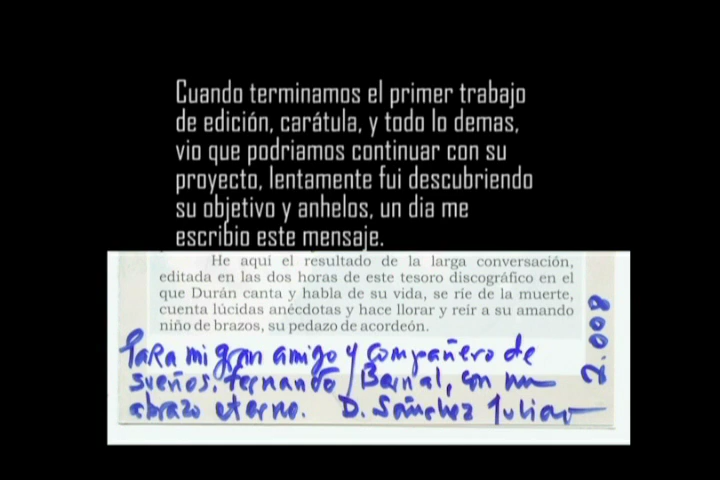 Cuando terminamos el primer trabajo
de edición, carátula, y todo lo demas,
vio que podriamos continuar con su
proyecto, lentamente fui descubriendo
su objetivo y anhelos, un dia me
escribio este mensaje.
He aquí el resultado de la larga conversación,
editada en las dos horas de este tesoro discográfico en el
que Durán canta y habla de su vida, se ríe de la muerte,
cuenta lúcidas anécdotas y hace llorar y reír a su amando
niño de brazos, su pedazo de acordeón.
Para mi gran amigo y compañero de
sueños, Fernando Bernal, con un
abrazo eterno. D. Sánchez Juliao
2.008